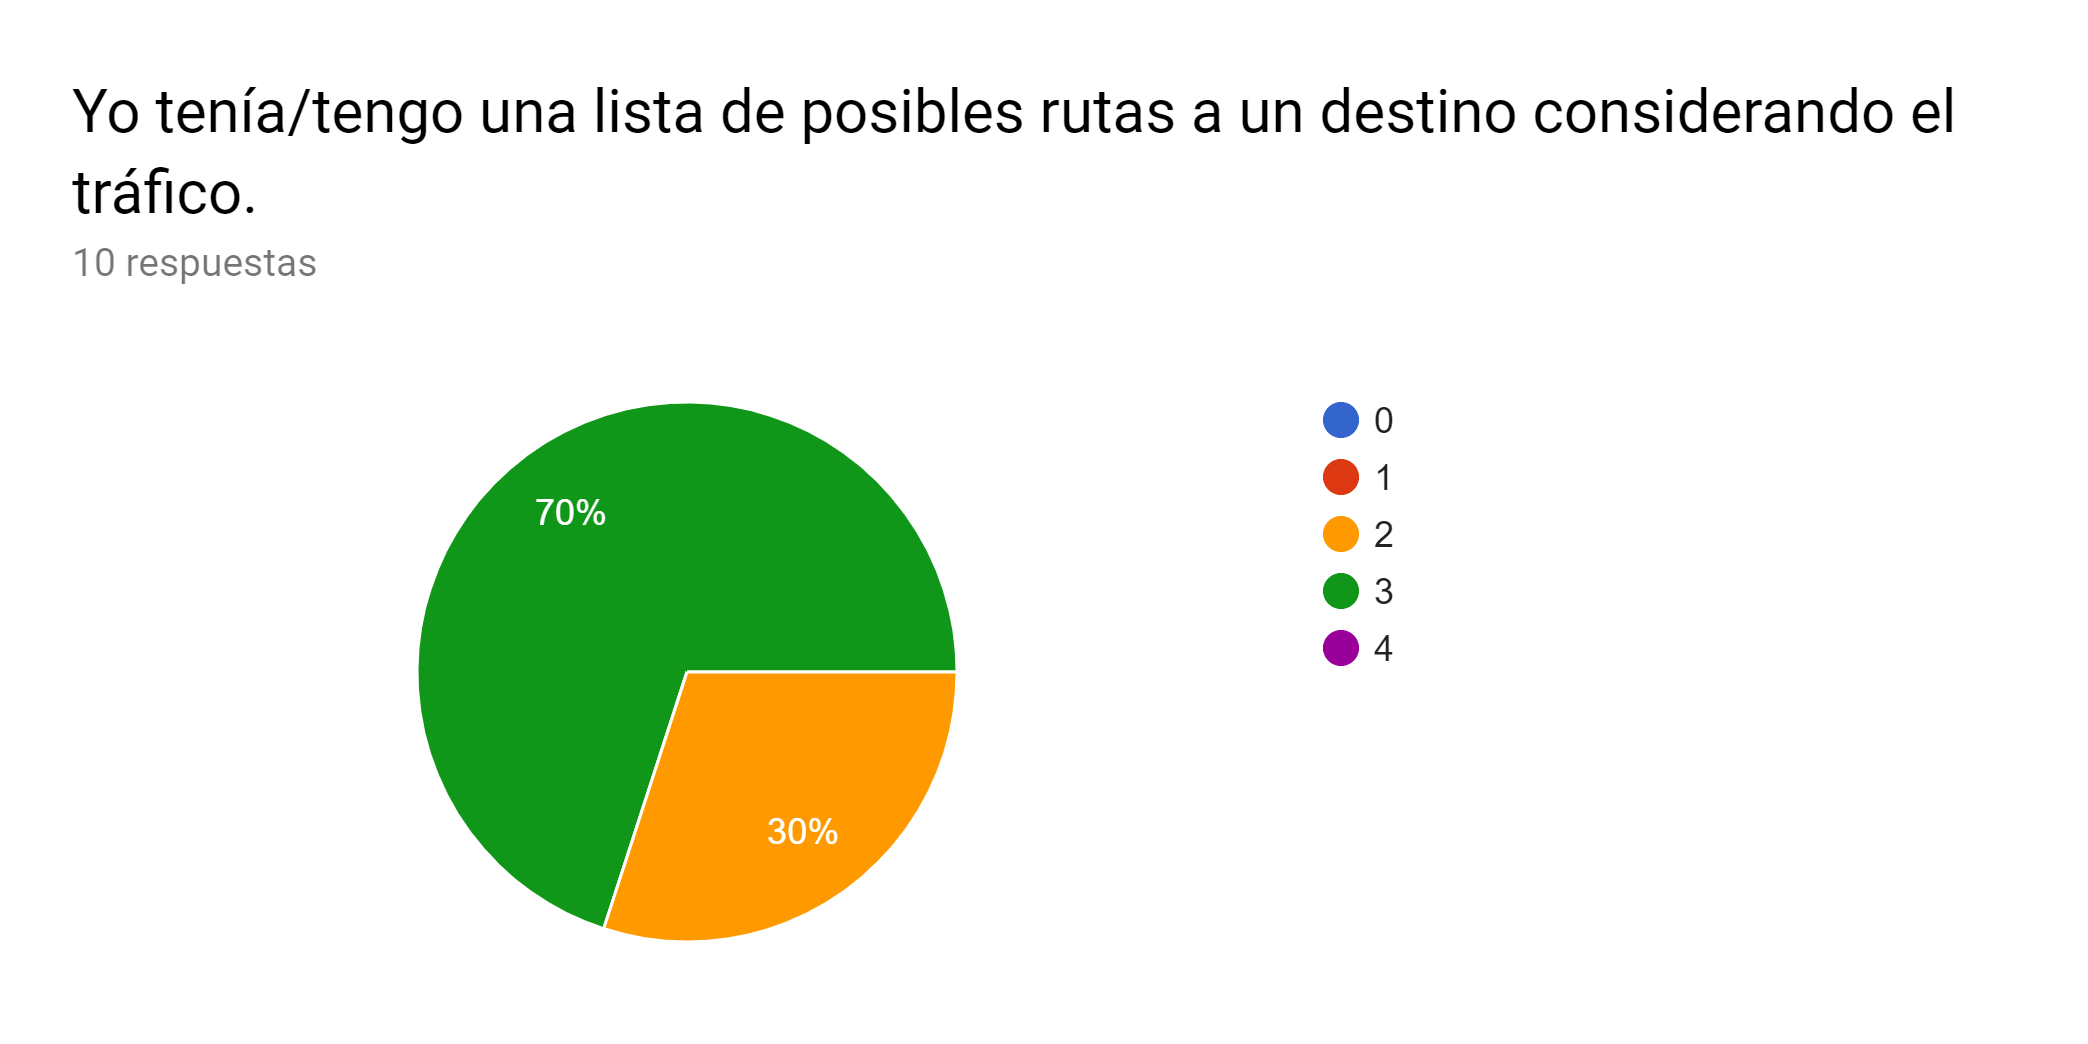 Yo tenía/tengo una lista de posibles rutas a un destino considerando el
tráfico.
10 respuestas
70%
30%
0
1
2
3
4